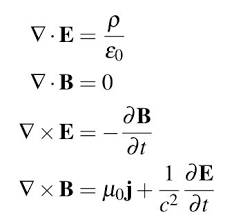 ∇ · 𝐄 = ρ/ε₀
∇ · 𝐁 = 0
∇ × 𝐄 = −∂𝐁/∂t
∇ × 𝐁 = μ₀𝐣 + 1/c² ∂𝐄/∂t